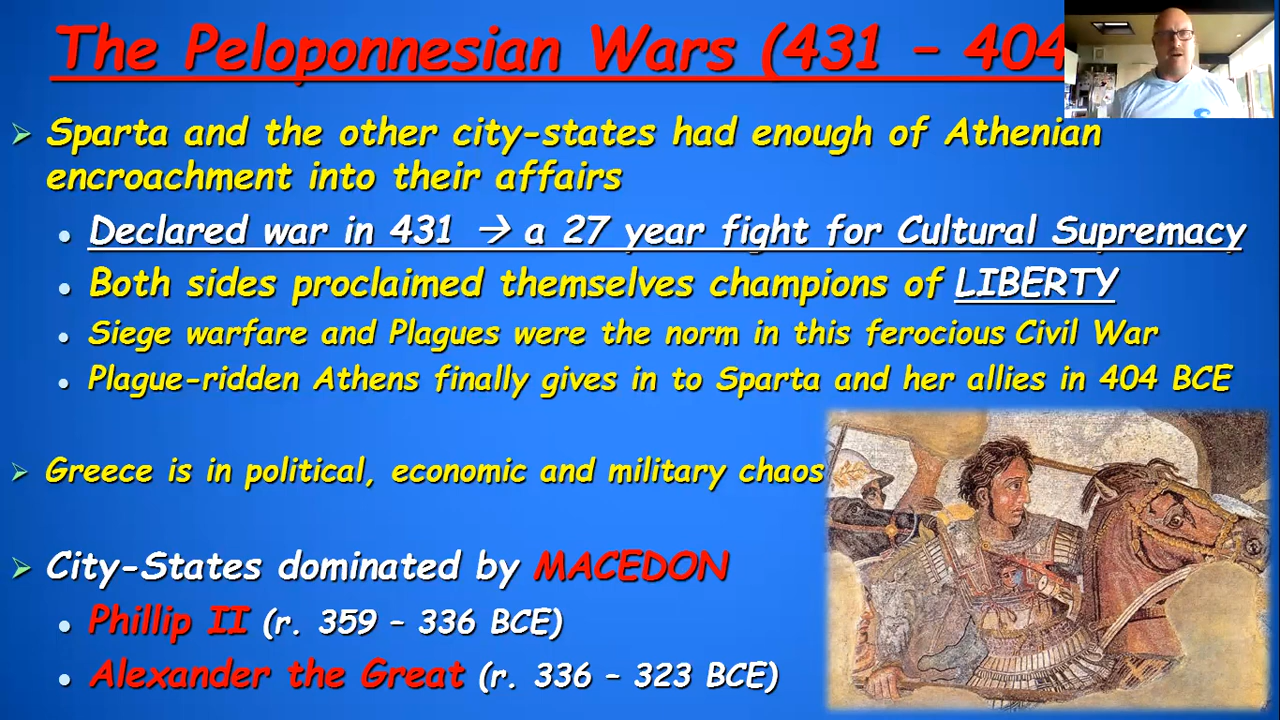 The Peloponnesian Wars (431 – 404
Sparta and the other city-states had enough of Athenian
encroachment into their affairs
Declared war in 431 → a 27 year fight for Cultural Supremacy
Both sides proclaimed themselves champions of LIBERTY
Siege warfare and Plagues were the norm in this ferocious Civil War
Plague-ridden Athens finally gives in to Sparta and her allies in 404 BCE
Greece is in political, economic and military chaos
City-States dominated by MACEDON
Phillip II (r. 359 – 336 BCE)
Alexander the Great (r. 336 – 323 BCE)